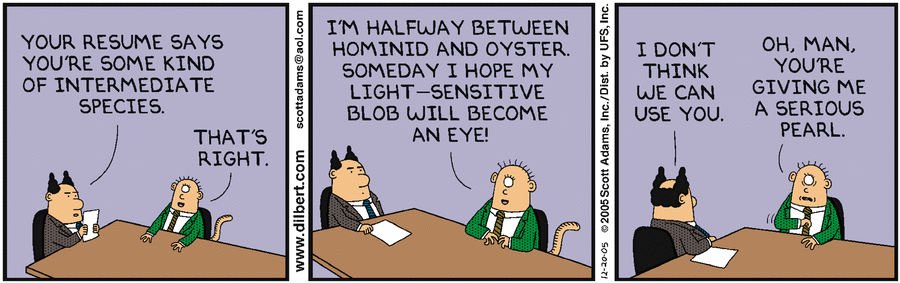 YOUR RESUME SAYS
YOU'RE SOME KIND
OF INTERMEDIATE
SPECIES.
THAT'S
RIGHT.
www.dilbert.com
scottadams@aol.com
I'M HALFWAY BETWEEN
HOMINID AND OYSTER.
SOMEDAY I HOPE MY
LIGHT-SENSITIVE
BLOB WILL BECOME
AN EYE!
12-20-05 © 2005 Scott Adams, Inc./Dist. by UFS, Inc.
I DON'T
THINK
WE CAN
USE YOU.
OH, MAN,
YOU'RE
GIVING ME
A SERIOUS
PEARL.